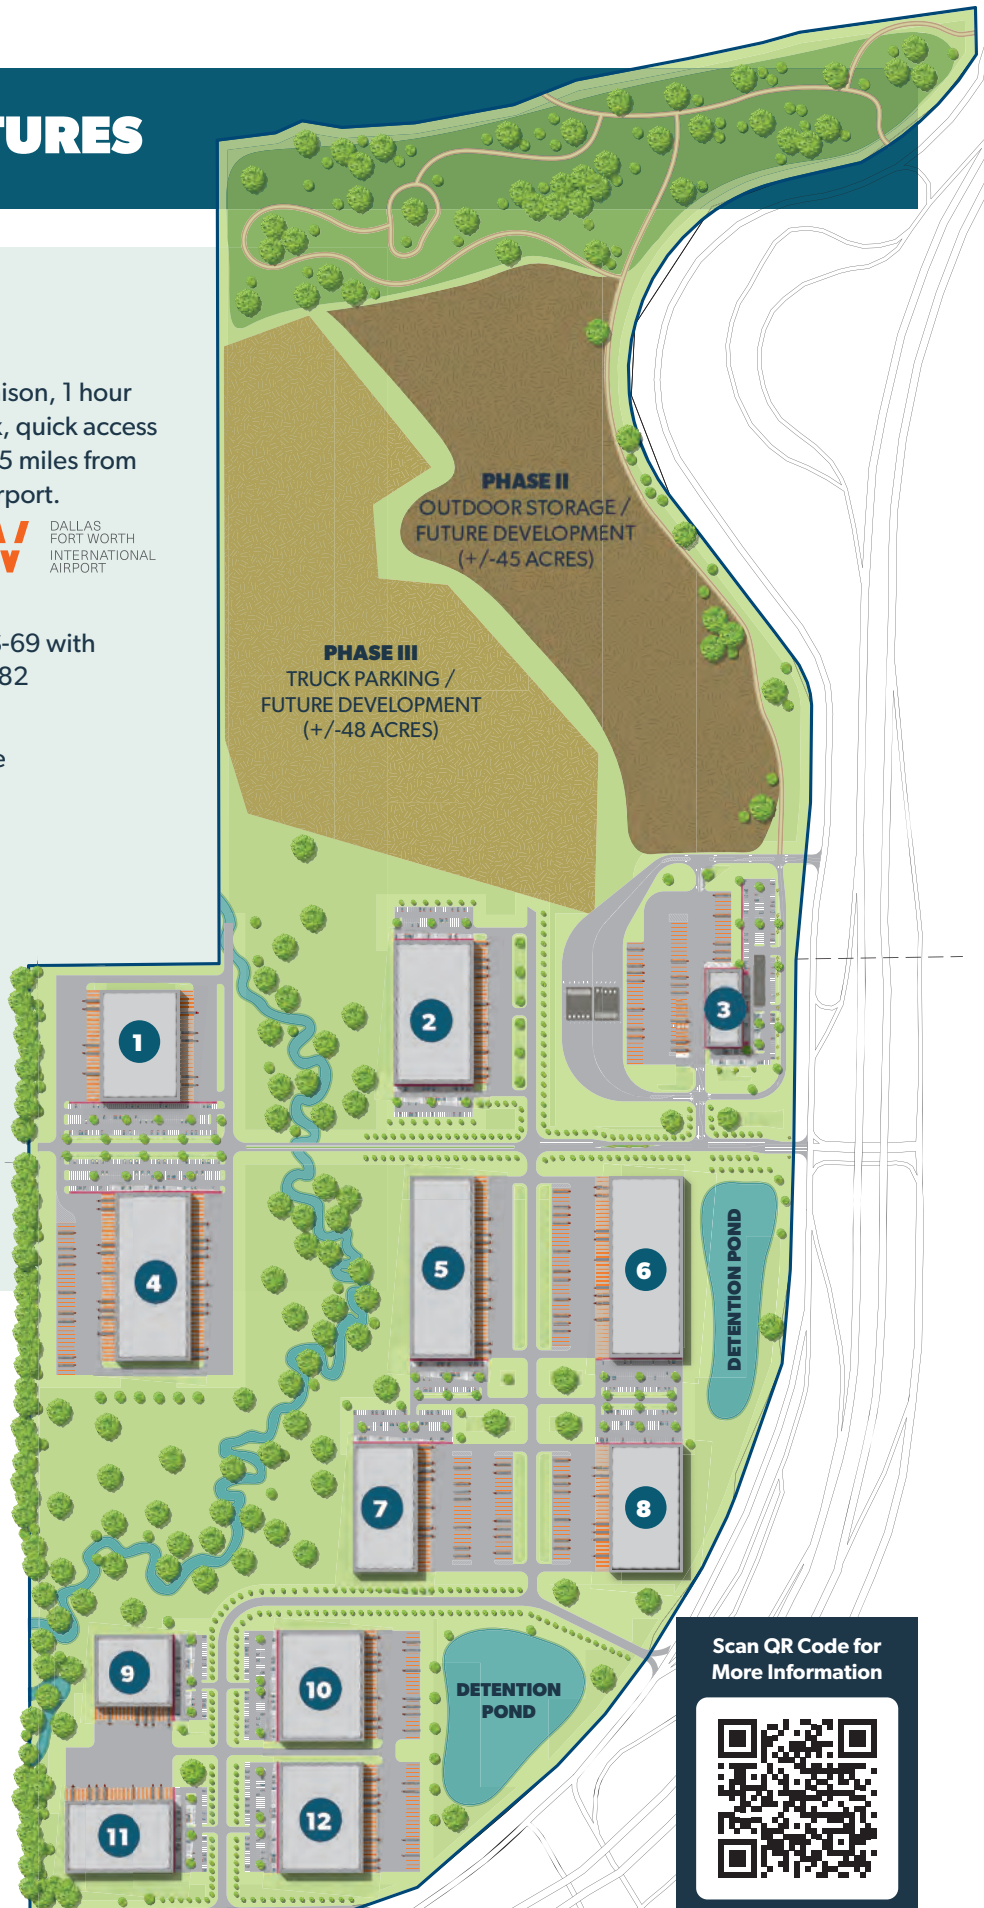 TURES
ison, 1 hour
, quick access
5 miles from
rport.
DALLAS
FORT WORTH
INTERNATIONAL
AIRPORT
-69 with
82
e
PHASE II
OUTDOOR STORAGE /
FUTURE DEVELOPMENT
(+/-45 ACRES)
PHASE III
TRUCK PARKING /
FUTURE DEVELOPMENT
(+/-48 ACRES)
1
2
3
4
5
6
DETENTION POND
7
8
9
10
DETENTION
POND
11
12
Scan QR Code for
More Information